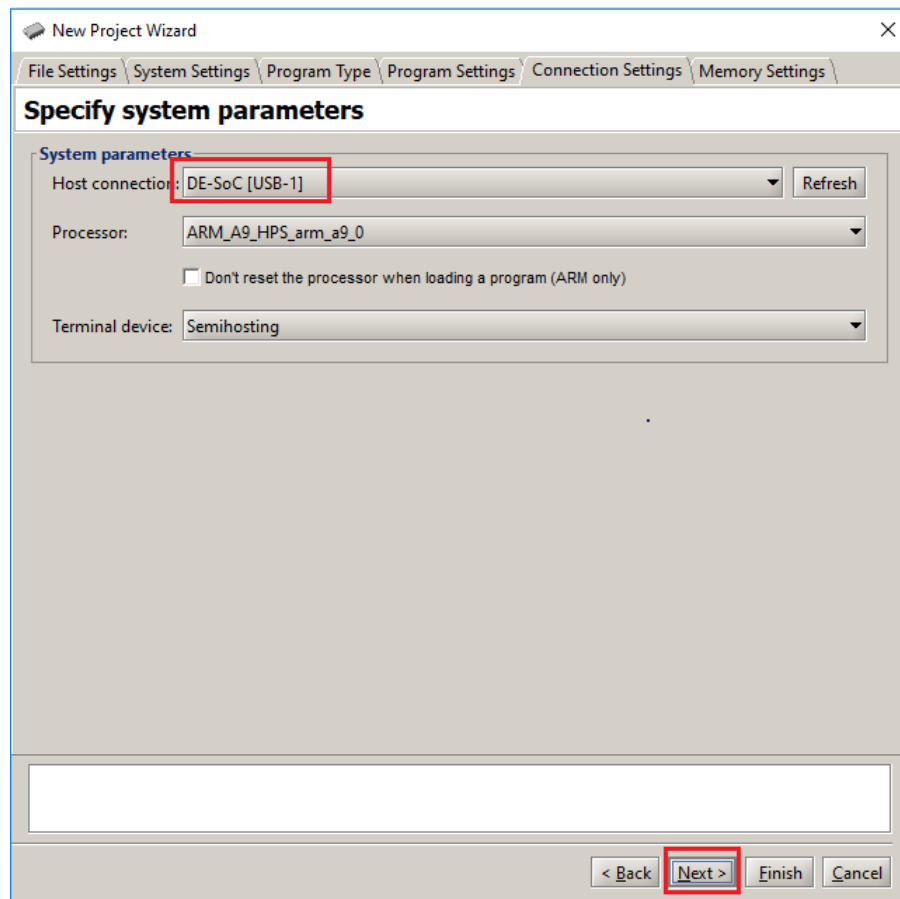 New Project Wizard
File Settings System Settings Program Type Program Settings Connection Settings Memory Settings
Specify system parameters
System parameters
Host connection: DE-SoC [USB-1] Refresh
Processor: ARM_A9_HPS_arm_a9_0
Don't reset the processor when loading a program (ARM only)
Terminal device: Semihosting
< Back Next > Finish Cancel